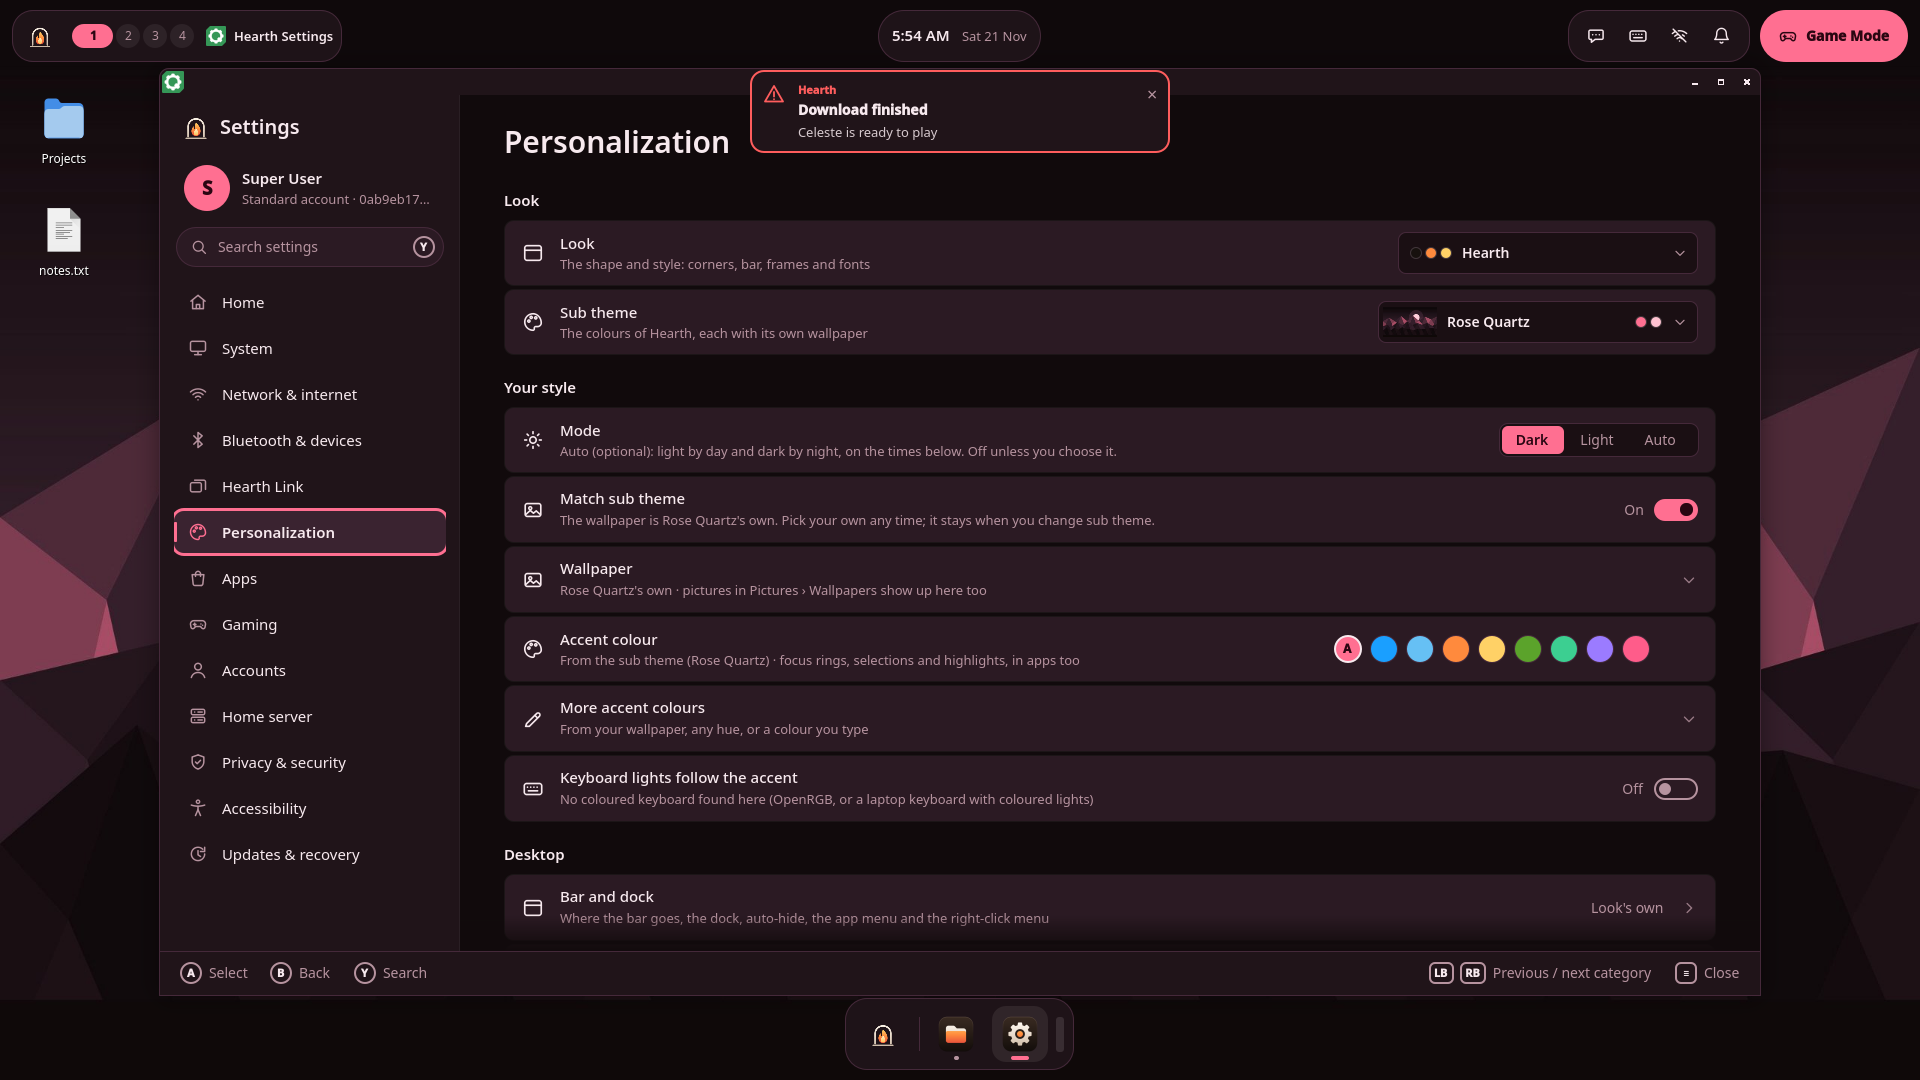 1 2 3 4 Hearth Settings
5:54 AM Sat 21 Nov
Game Mode
Projects
notes.txt
Hearth
Download finished
Celeste is ready to play
Settings
S
Super User
Standard account · 0ab9eb17...
Search settings Y
Home
System
Network & internet
Bluetooth & devices
Hearth Link
Personalization
Apps
Gaming
Accounts
Home server
Privacy & security
Accessibility
Updates & recovery
Personalization
Look
Look
The shape and style: corners, bar, frames and fonts
Hearth
Sub theme
The colours of Hearth, each with its own wallpaper
Rose Quartz
Your style
Mode
Auto (optional): light by day and dark by night, on the times below. Off unless you choose it.
Dark Light Auto
Match sub theme
The wallpaper is Rose Quartz's own. Pick your own any time; it stays when you change sub theme.
On
Wallpaper
Rose Quartz's own · pictures in Pictures › Wallpapers show up here too
Accent colour
From the sub theme (Rose Quartz) · focus rings, selections and highlights, in apps too
A
More accent colours
From your wallpaper, any hue, or a colour you type
Keyboard lights follow the accent
No coloured keyboard found here (OpenRGB, or a laptop keyboard with coloured lights)
Off
Desktop
Bar and dock
Where the bar goes, the dock, auto-hide, the app menu and the right-click menu
Look's own
A Select B Back Y Search
LB RB Previous / next category Close